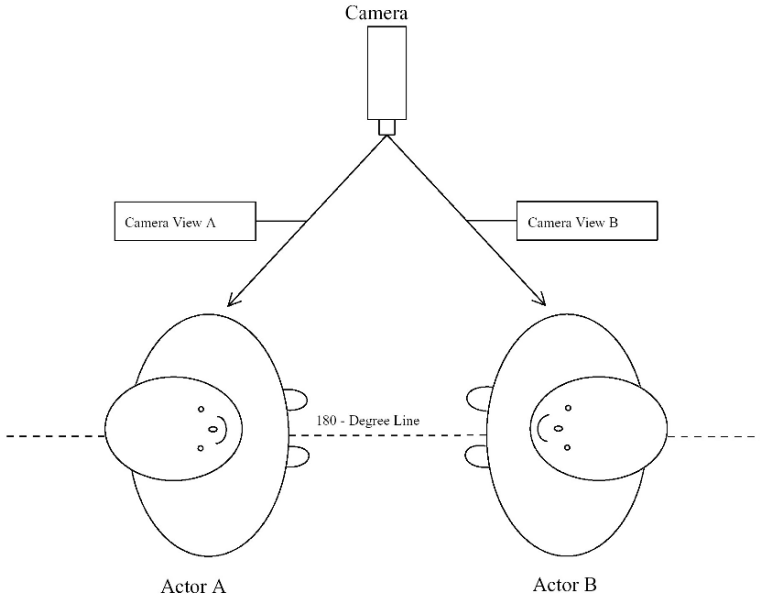 Camera
Camera View A
Camera View B
180 - Degree Line
Actor A
Actor B